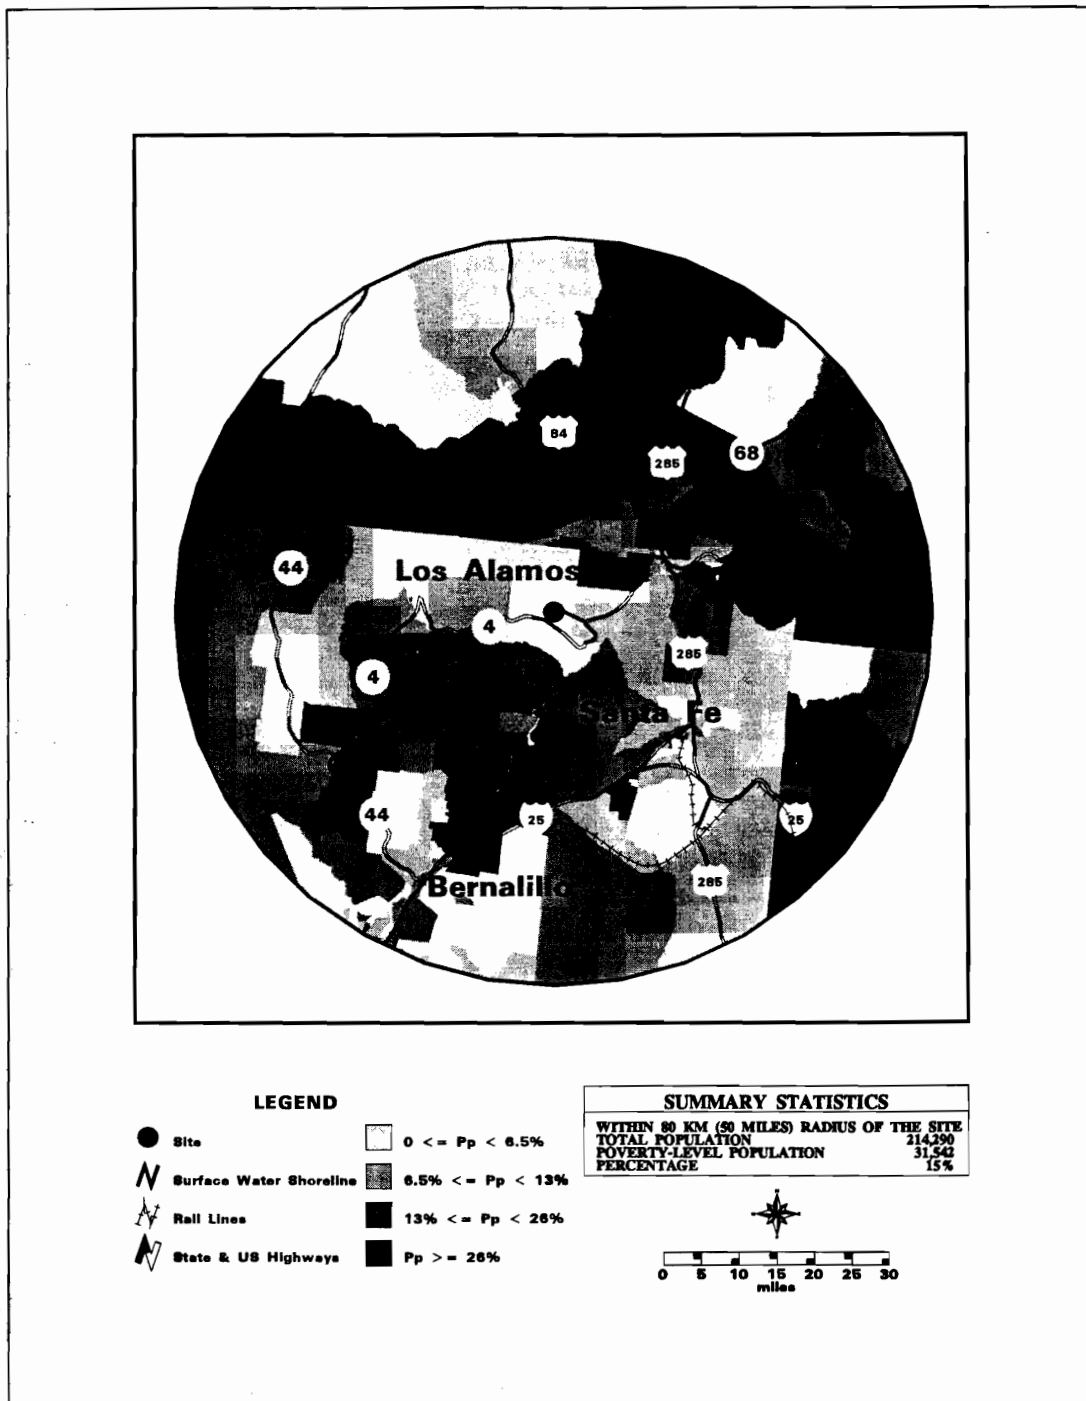 84
285
68
44
Los Alamos
4
285
4
Santa Fe
44
25
25
285
Bernalillo
LEGEND
Site
Surface Water Shoreline
Rail Lines
State & US Highways
0 <= Pp < 6.5%
6.5% <= Pp < 13%
13% <= Pp < 26%
Pp >= 26%
SUMMARY STATISTICS
WITHIN 80 KM (50 MILES) RADIUS OF THE SITE
TOTAL POPULATION 214,290
POVERTY-LEVEL POPULATION 31,542
PERCENTAGE 15%
0 5 10 15 20 25 30
miles